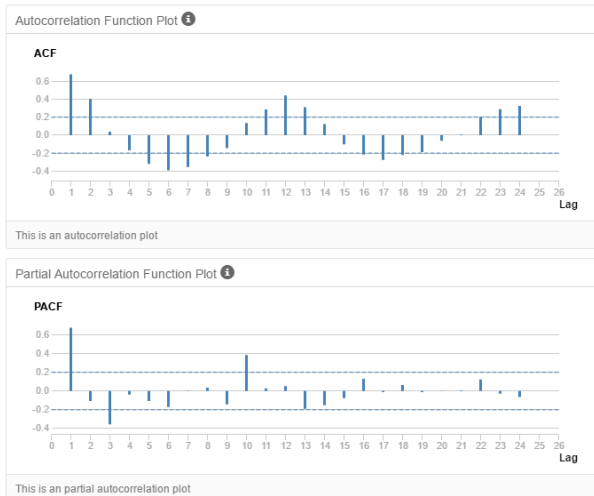 Autocorrelation Function Plot
ACF
0.6
0.4
0.2
0.0
-0.2
-0.4
0 1 2 3 4 5 6 7 8 9 10 11 12 13 14 15 16 17 18 19 20 21 22 23 24 25 26
Lag
This is an autocorrelation plot
Partial Autocorrelation Function Plot
PACF
0.6
0.4
0.2
0.0
-0.2
-0.4
0 1 2 3 4 5 6 7 8 9 10 11 12 13 14 15 16 17 18 19 20 21 22 23 24 25 26
Lag
This is an partial autocorrelation plot